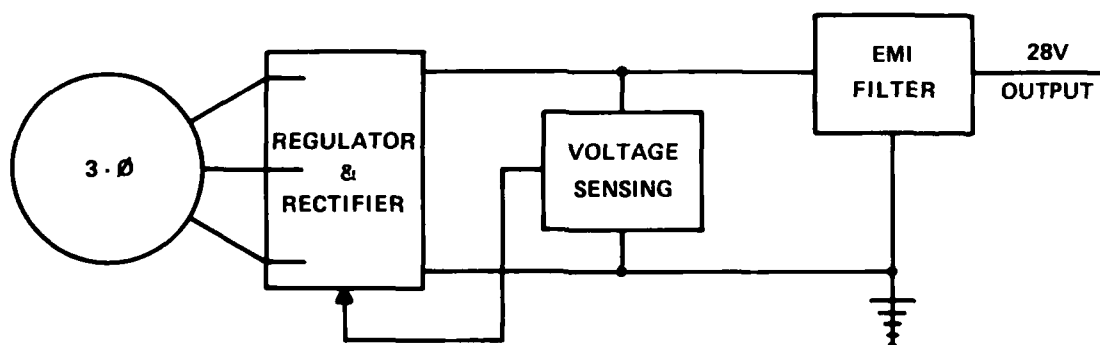 3 · Ø
REGULATOR
&
RECTIFIER
VOLTAGE
SENSING
EMI
FILTER
28V
OUTPUT